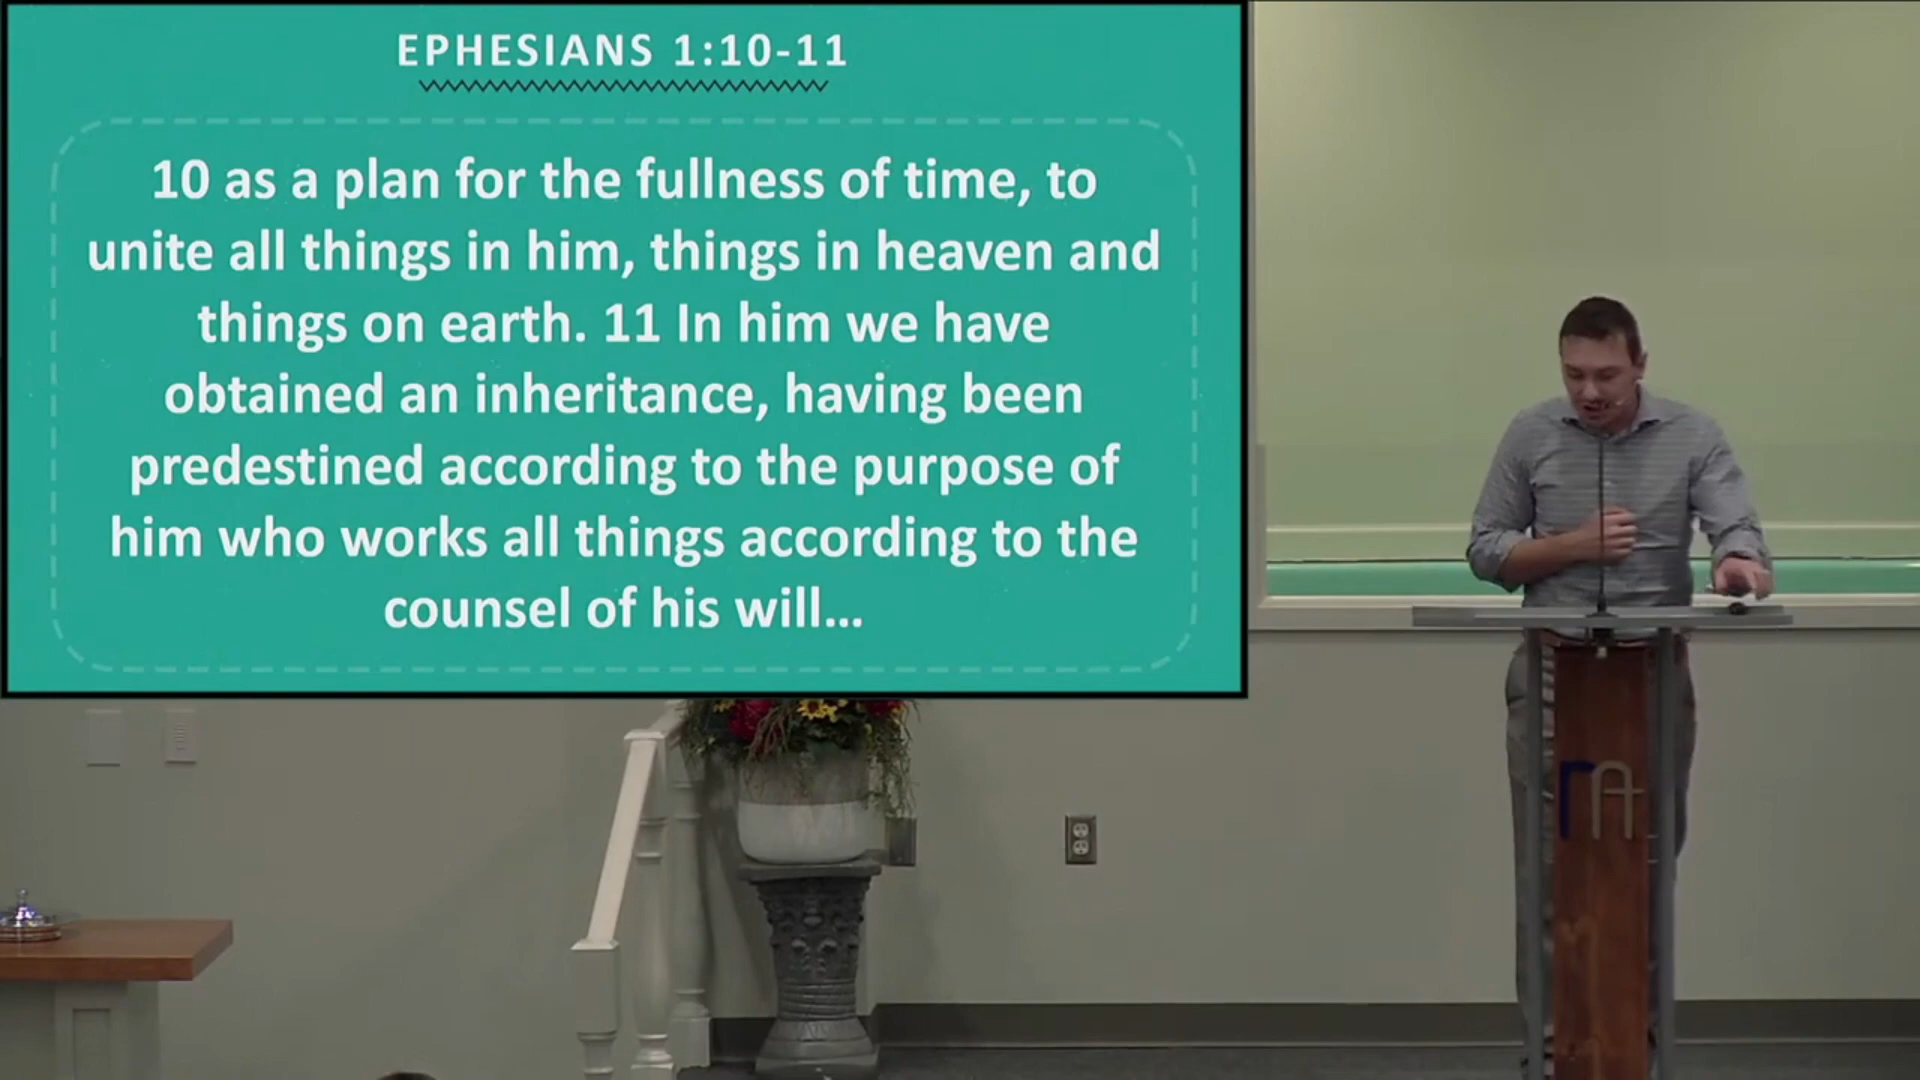 EPHESIANS 1:10-11
10 as a plan for the fullness of time, to
unite all things in him, things in heaven and
things on earth. 11 In him we have
obtained an inheritance, having been
predestined according to the purpose of
him who works all things according to the
counsel of his will...